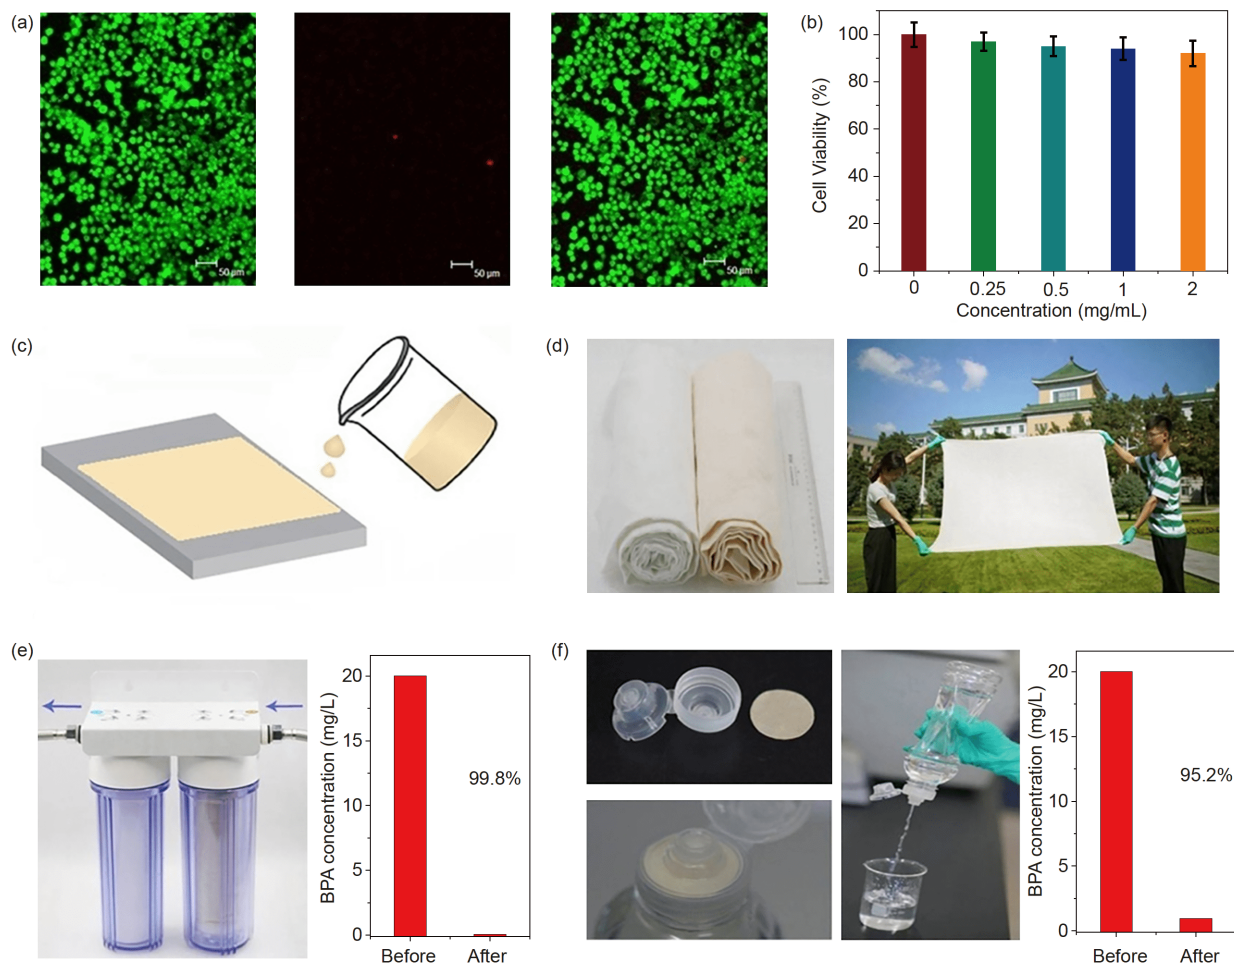 (a)
50 μm
50 μm
50 μm
(b)
Cell Viability (%)
100
80
60
40
20
0
0 0.25 0.5 1 2
Concentration (mg/mL)
(c)
(d)
(e)
BPA concentration (mg/L)
20
15
10
5
0
99.8%
Before After
(f)
BPA concentration (mg/L)
20
15
10
5
0
95.2%
Before After